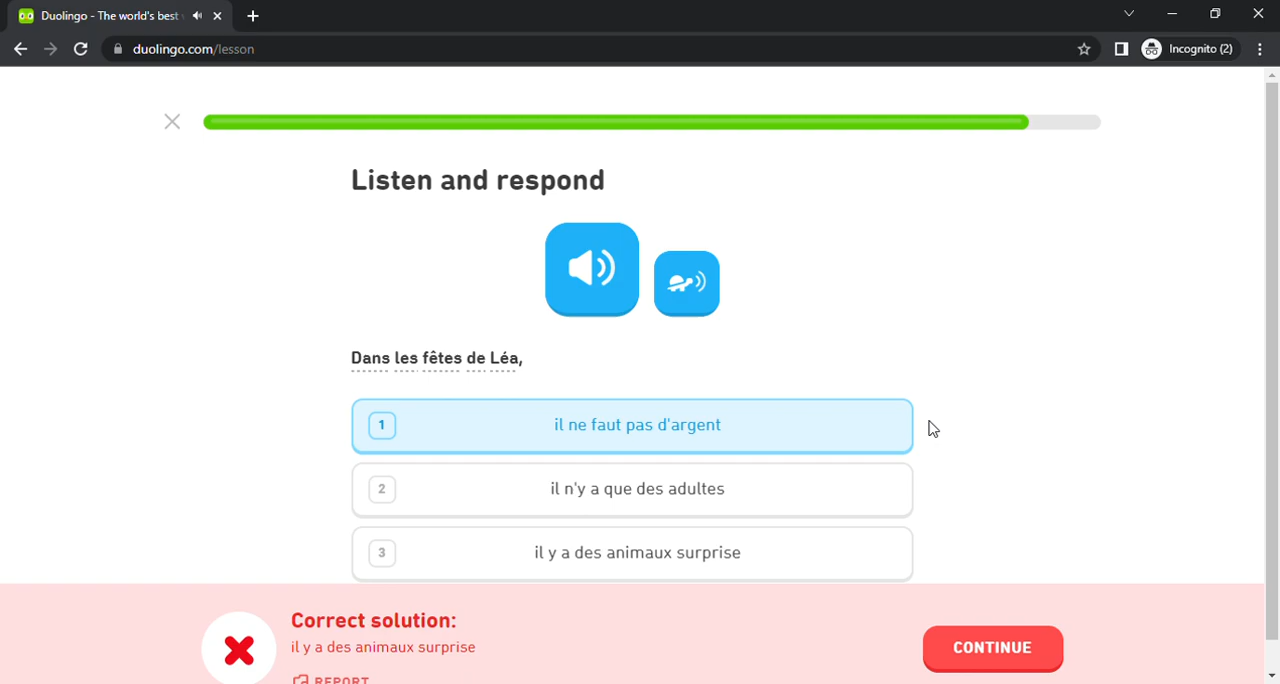 Duolingo - The world's best
duolingo.com/lesson
Incognito (2)
Listen and respond
Dans les fêtes de Léa,
1 il ne faut pas d'argent
2 il n'y a que des adultes
3 il y a des animaux surprise
Correct solution:
il y a des animaux surprise
CONTINUE
REPORT